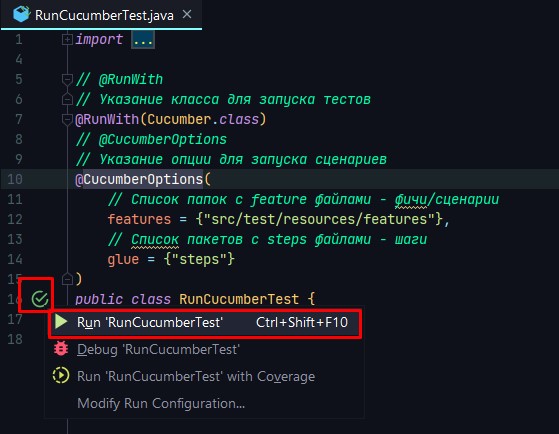 RunCucumberTest.java
1 import ...
4
5 // @RunWith
6 // Указание класса для запуска тестов
7 @RunWith(Cucumber.class)
8 // @CucumberOptions
9 // Указание опции для запуска сценариев
10 @CucumberOptions(
11 // Список папок с feature файлами - фичи/сценарии
12 features = {"src/test/resources/features"},
13 // Список пакетов с steps файлами - шаги
14 glue = {"steps"}
15 )
16 public class RunCucumberTest {
17 Run 'RunCucumberTest' Ctrl+Shift+F10
18 Debug 'RunCucumberTest'
Run 'RunCucumberTest' with Coverage
Modify Run Configuration...